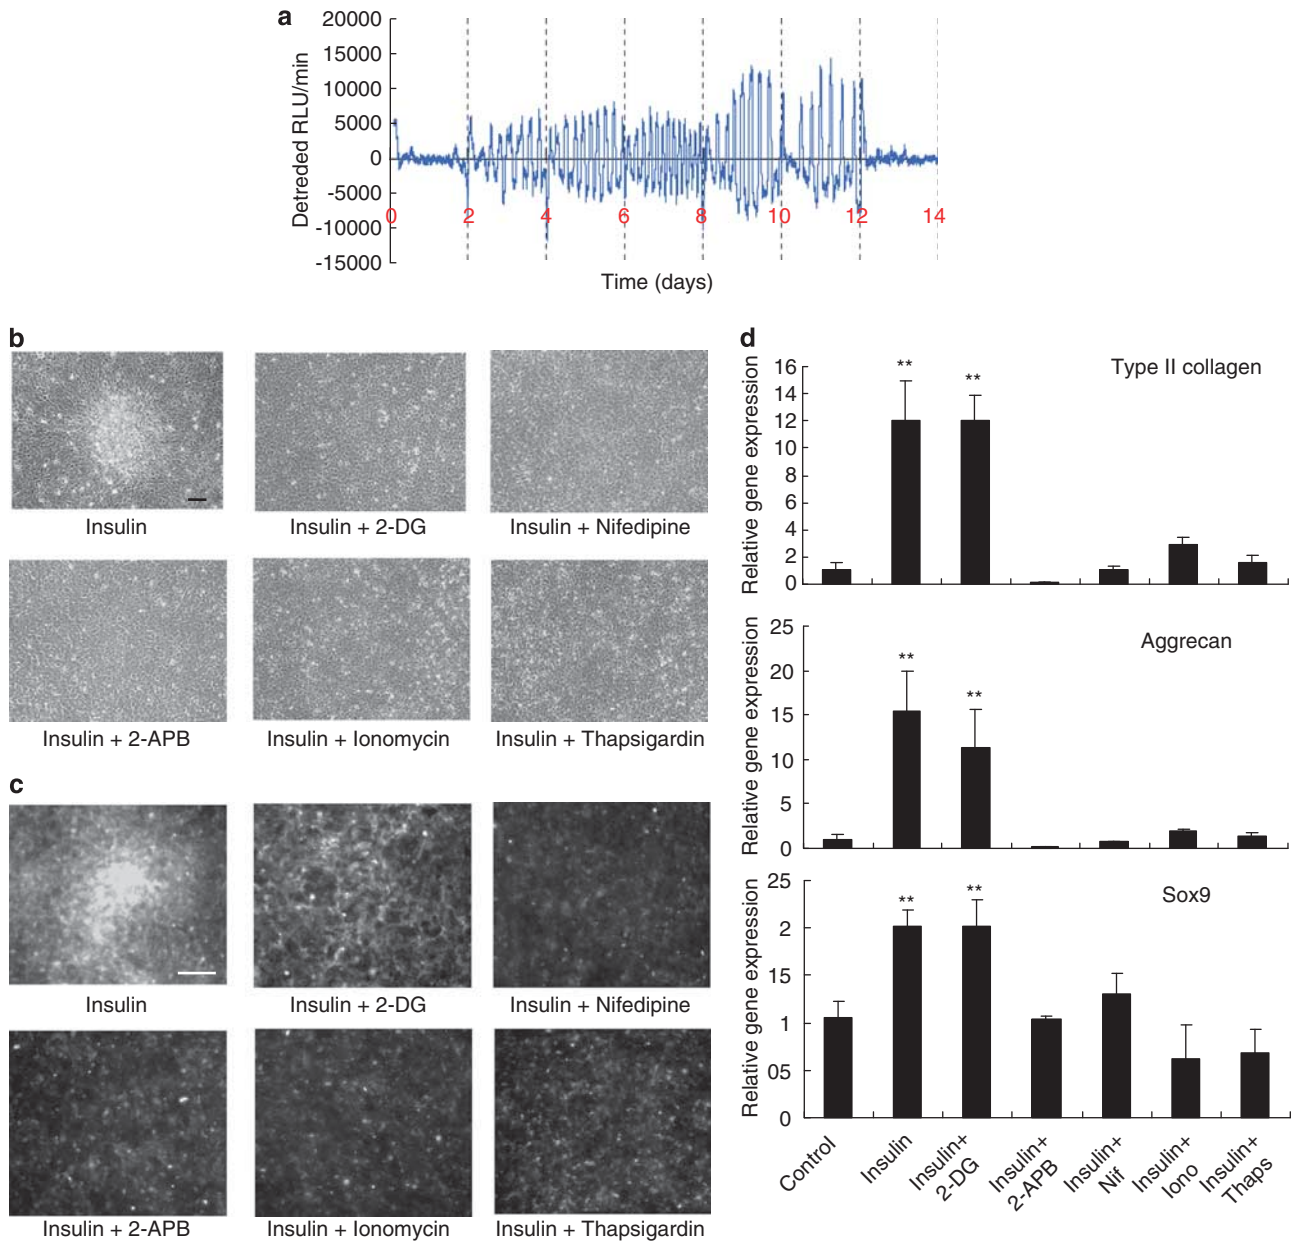 a
Detreded RLU/min
20000
15000
10000
5000
0
-5000
-10000
-15000
0 2 4 6 8 10 12 14
Time (days)
b
Insulin Insulin + 2-DG Insulin + Nifedipine
Insulin + 2-APB Insulin + Ionomycin Insulin + Thapsigardin
c
Insulin Insulin + 2-DG Insulin + Nifedipine
Insulin + 2-APB Insulin + Ionomycin Insulin + Thapsigardin
d
Type II collagen
Relative gene expression
16
14
12
10
8
6
4
2
0
** **
Aggrecan
Relative gene expression
25
20
15
10
5
0
** **
Sox9
Relative gene expression
25
2
15
1
05
0
** **
Control
Insulin
Insulin+
2-DG
Insulin+
2-APB
Insulin+
Nif
Insulin+
Iono
Insulin+
Thaps